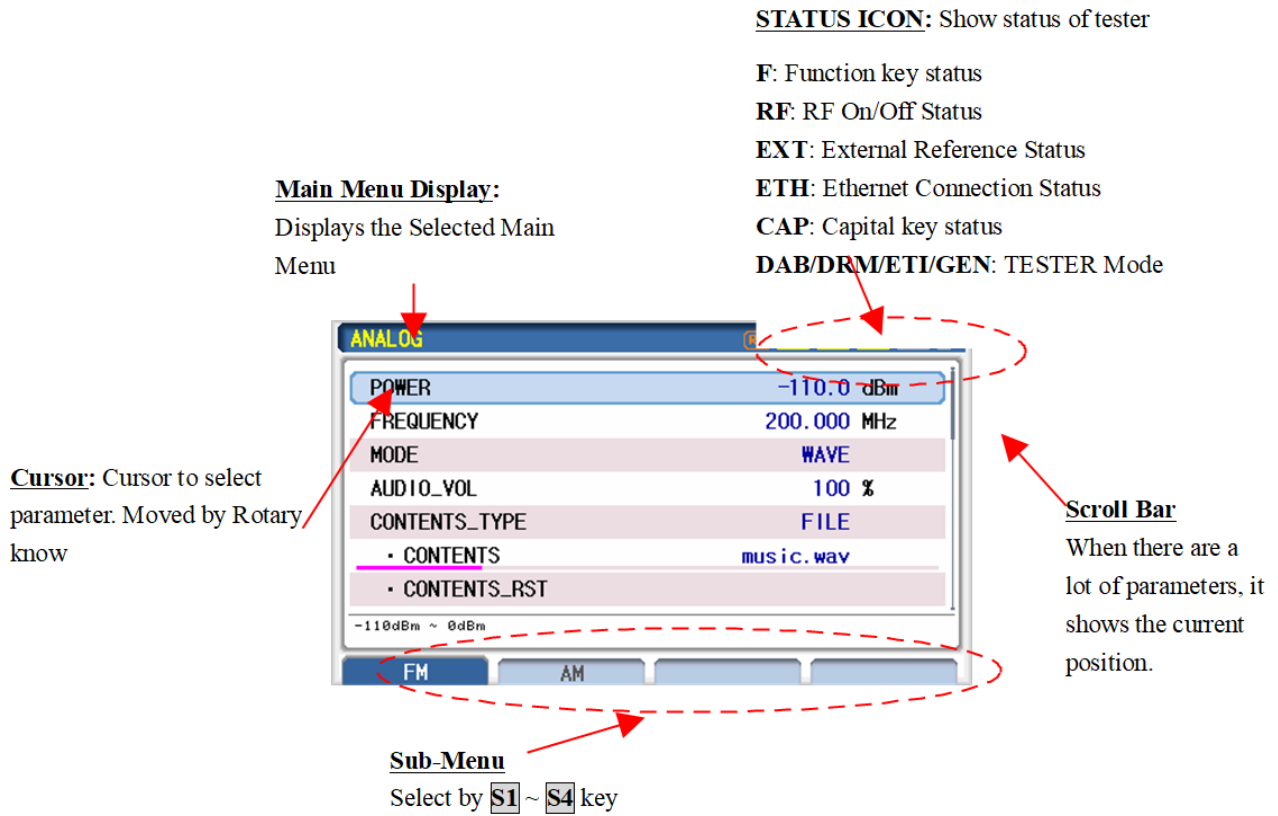 STATUS ICON: Show status of tester
F: Function key status
RF: RF On/Off Status
EXT: External Reference Status
ETH: Ethernet Connection Status
CAP: Capital key status
DAB/DRM/ETI/GEN: TESTER Mode
Main Menu Display:
Displays the Selected Main
Menu
ANALOG
POWER -110.0 dBm
FREQUENCY 200.000 MHz
MODE WAVE
AUDIO_VOL 100 %
CONTENTS_TYPE FILE
· CONTENTS music.wav
· CONTENTS_RST
-110dBm ~ 0dBm
FM AM
Cursor: Cursor to select
parameter. Moved by Rotary
know
Scroll Bar
When there are a
lot of parameters, it
shows the current
position.
Sub-Menu
Select by S1 ~ S4 key